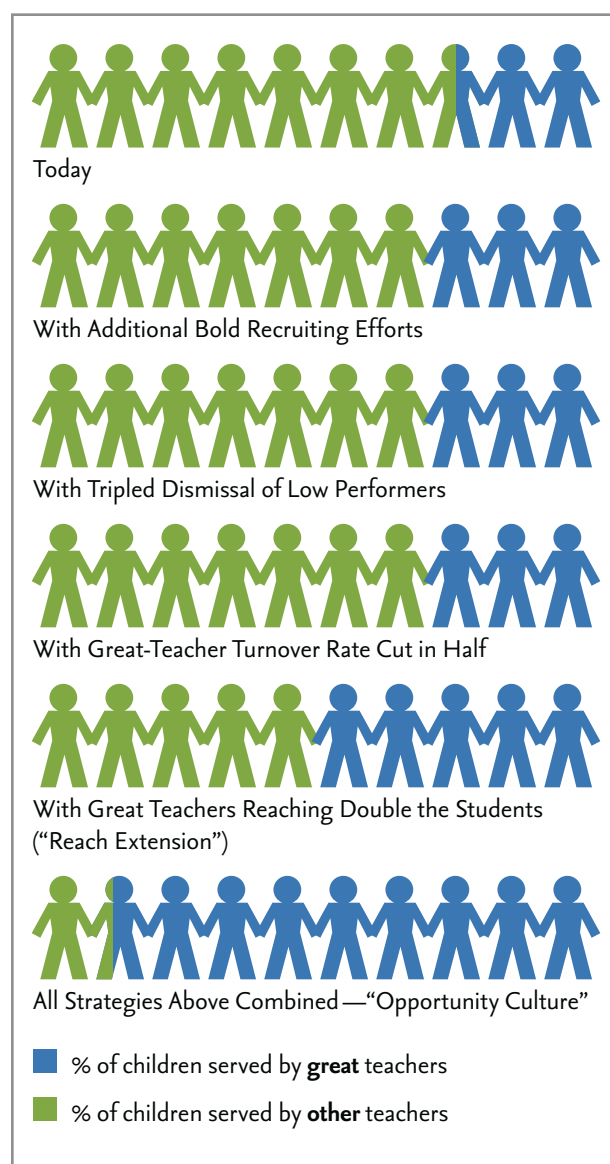 Today
With Additional Bold Recruiting Efforts
With Tripled Dismissal of Low Performers
With Great-Teacher Turnover Rate Cut in Half
With Great Teachers Reaching Double the Students
(“Reach Extension”)
All Strategies Above Combined—“Opportunity Culture”
% of children served by great teachers
% of children served by other teachers